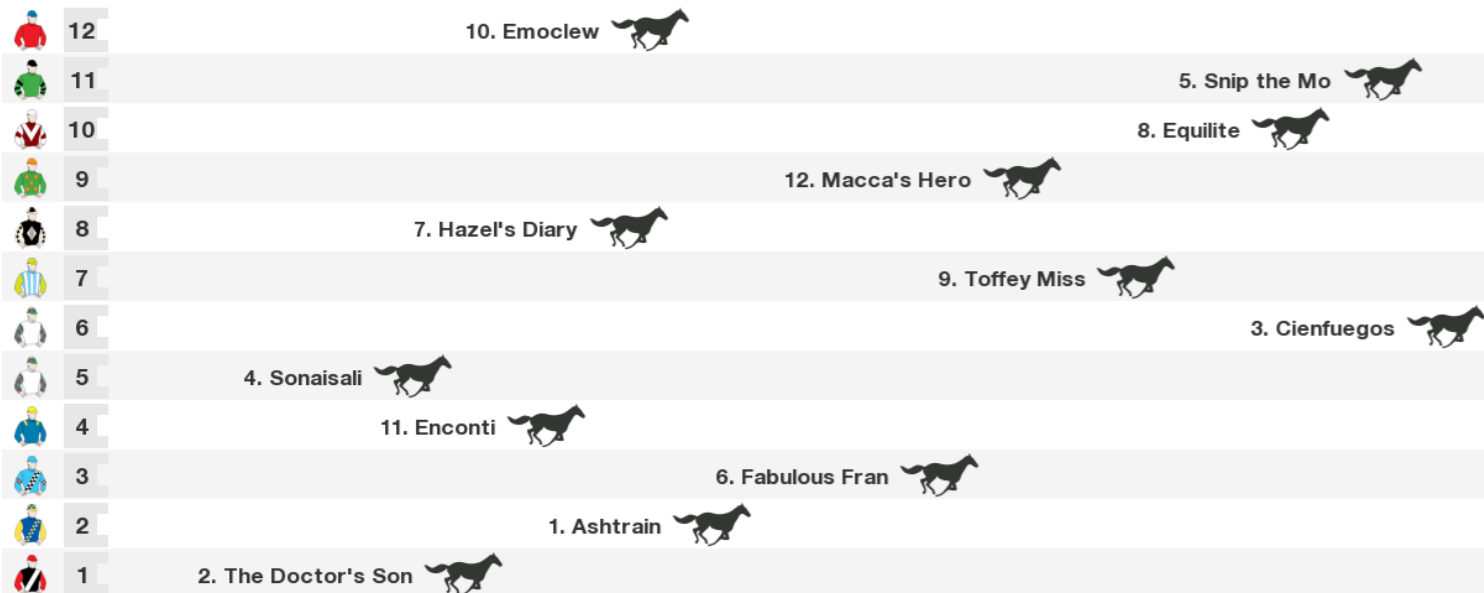 12 10. Emoclew
11 5. Snip the Mo
10 8. Equilite
9 12. Macca's Hero
8 7. Hazel's Diary
7 9. Toffey Miss
6 3. Cienfuegos
5 4. Sonaisali
4 11. Enconti
3 6. Fabulous Fran
2 1. Ashtrain
1 2. The Doctor's Son